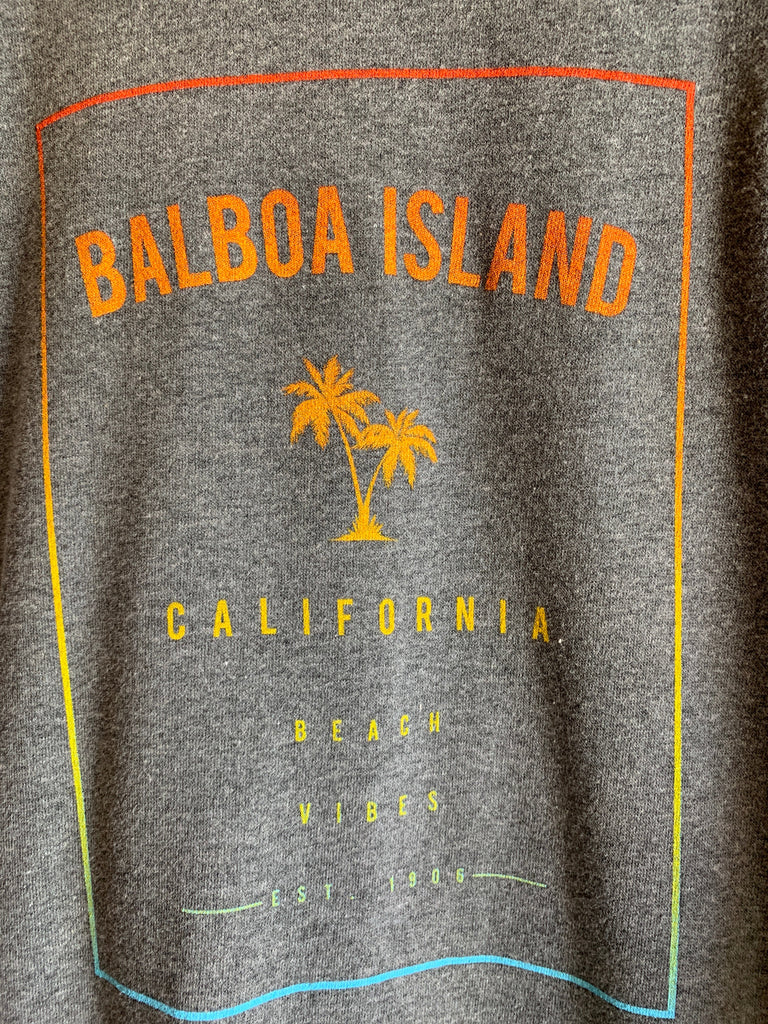 BALBOA ISLAND
CALIFORNIA
BEACH
VIBES
EST. 1906